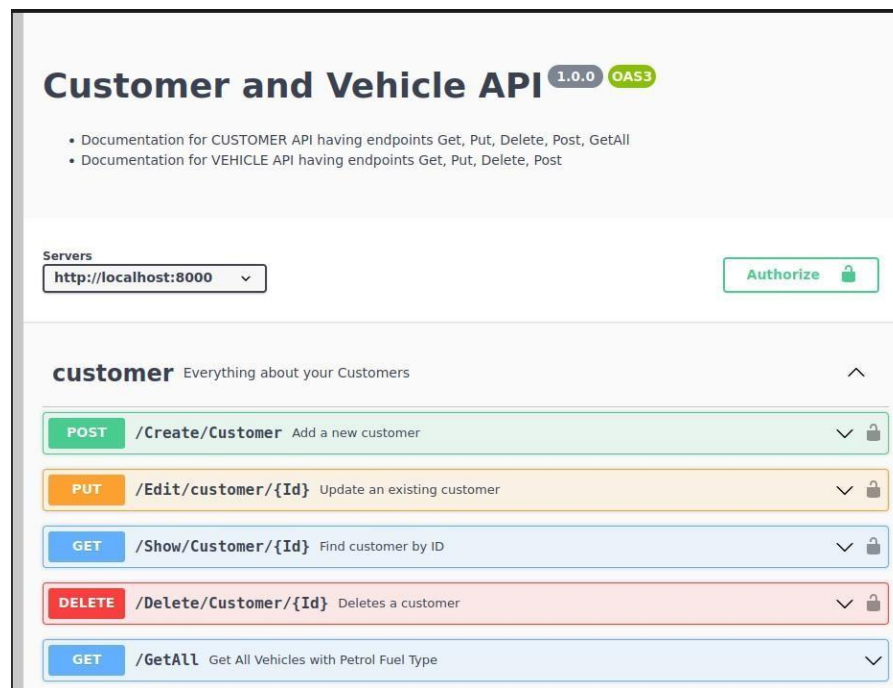 Customer and Vehicle API 1.0.0 OAS3
• Documentation for CUSTOMER API having endpoints Get, Put, Delete, Post, GetAll
• Documentation for VEHICLE API having endpoints Get, Put, Delete, Post
Servers
http://localhost:8000
Authorize
customer Everything about your Customers
POST /Create/Customer Add a new customer
PUT /Edit/customer/{Id} Update an existing customer
GET /Show/Customer/{Id} Find customer by ID
DELETE /Delete/Customer/{Id} Deletes a customer
GET /GetAll Get All Vehicles with Petrol Fuel Type